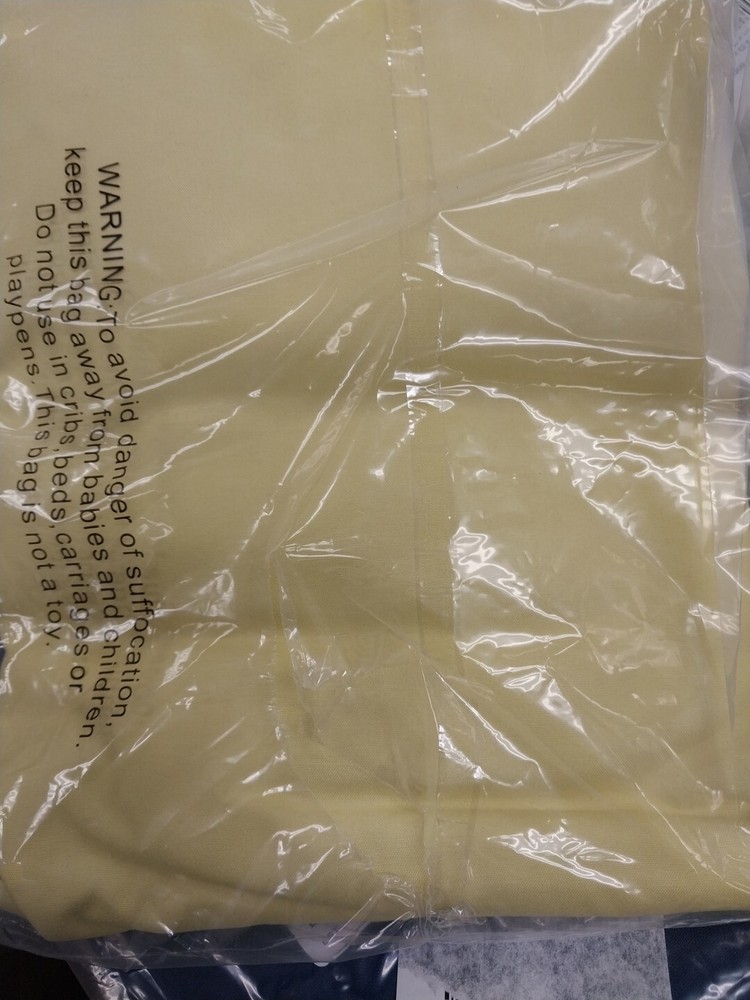 WARNING:To avoid danger of suffocation,
keep this bag away from babies and children.
Do not use in cribs,beds,carriages or
playpens.This bag is not a toy.